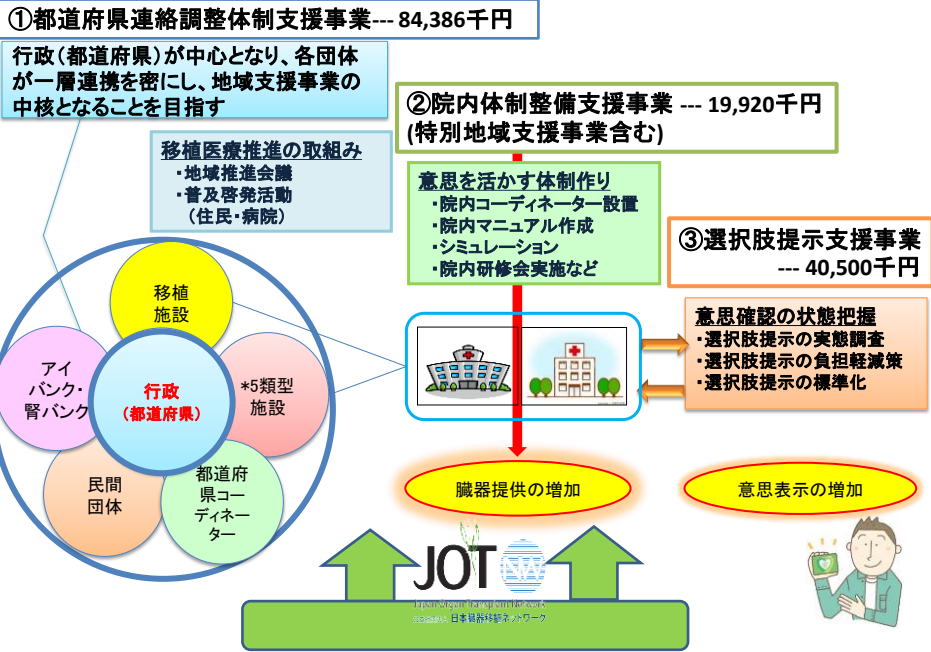 ①都道府県連絡調整体制支援事業--- 84,386千円
行政（都道府県）が中心となり、各団体
が一層連携を密にし、地域支援事業の
中核となることを目指す
②院内体制整備支援事業 --- 19,920千円
(特別地域支援事業含む)
移植医療推進の取組み
・地域推進会議
・普及啓発活動
（住民・病院）
意思を活かす体制作り
・院内コーディネーター設置
・院内マニュアル作成
・シミュレーション
・院内研修会実施など
③選択肢提示支援事業
--- 40,500千円
意思確認の状態把握
・選択肢提示の実態調査
・選択肢提示の負担軽減策
・選択肢提示の標準化
移植
施設
アイ
バンク・
腎バンク
行政
（都道府県）
*5類型
施設
民間
団体
都道府
県コー
ディネー
ター
臓器提供の増加
意思表示の増加
JOT NW
Japan Organ Transplant Network
日本臓器移植ネットワーク